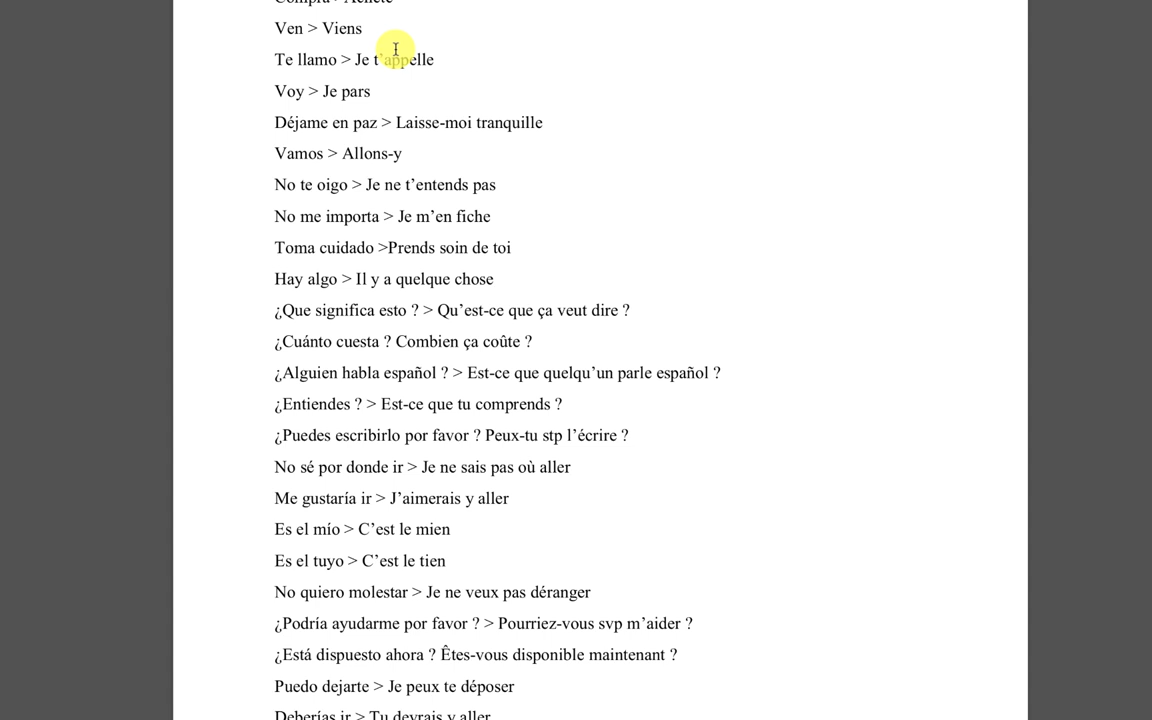 Compra > Achète
Ven > Viens
Te llamo > Je t’appelle
Voy > Je pars
Déjame en paz > Laisse-moi tranquille
Vamos > Allons-y
No te oigo > Je ne t’entends pas
No me importa > Je m’en fiche
Toma cuidado >Prends soin de toi
Hay algo > Il y a quelque chose
¿Que significa esto ? > Qu’est-ce que ça veut dire ?
¿Cuánto cuesta ? Combien ça coûte ?
¿Alguien habla español ? > Est-ce que quelqu’un parle español ?
¿Entiendes ? > Est-ce que tu comprends ?
¿Puedes escribirlo por favor ? Peux-tu stp l’écrire ?
No sé por donde ir > Je ne sais pas où aller
Me gustaría ir > J’aimerais y aller
Es el mío > C’est le mien
Es el tuyo > C’est le tien
No quiero molestar > Je ne veux pas déranger
¿Podría ayudarme por favor ? > Pourriez-vous svp m’aider ?
¿Está dispuesto ahora ? Êtes-vous disponible maintenant ?
Puedo dejarte > Je peux te déposer
Deberías ir > Tu devrais y aller